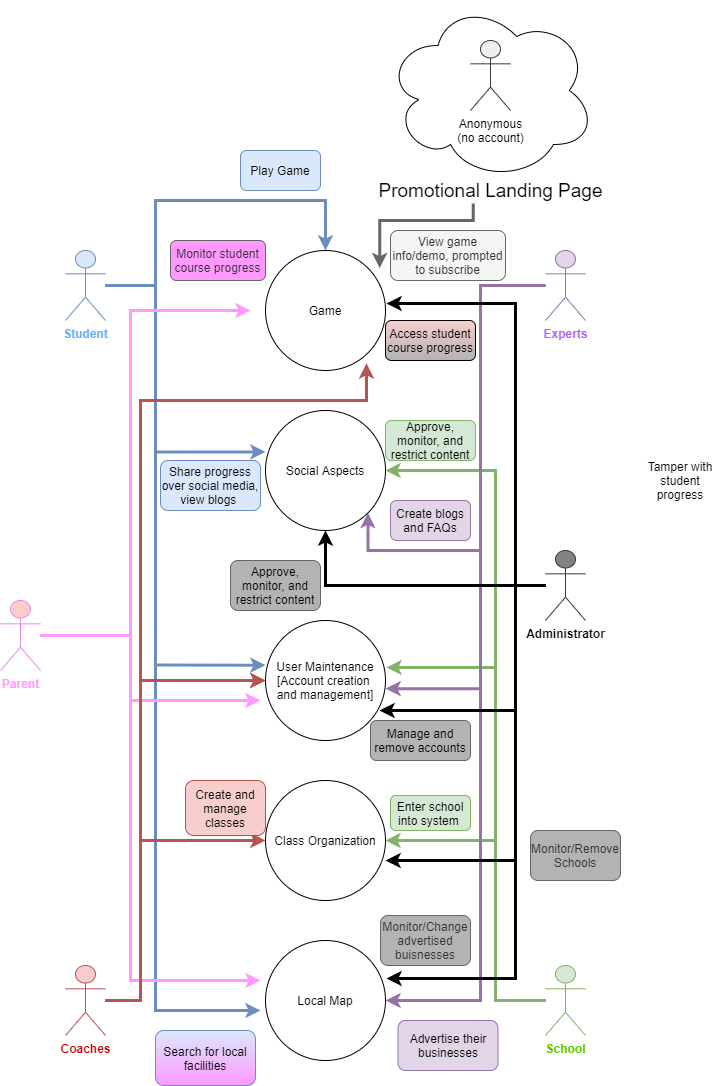 Anonymous
(no account)
Promotional Landing Page
Play Game
View game
info/demo, prompted
to subscribe
Monitor student
course progress
Student
Game
Experts
Access student
course progress
Approve,
monitor, and
restrict content
Social Aspects
Share progress
over social media,
view blogs
Tamper with
student
progress
Create blogs
and FAQs
Approve,
monitor, and
restrict content
Administrator
Parent
User Maintenance
[Account creation
and management]
Manage and
remove accounts
Create and
manage
classes
Enter school
into system
Class Organization
Monitor/Remove
Schools
Monitor/Change
advertised
buisnesses
Local Map
Coaches
School
Search for local
facilities
Advertise their
businesses